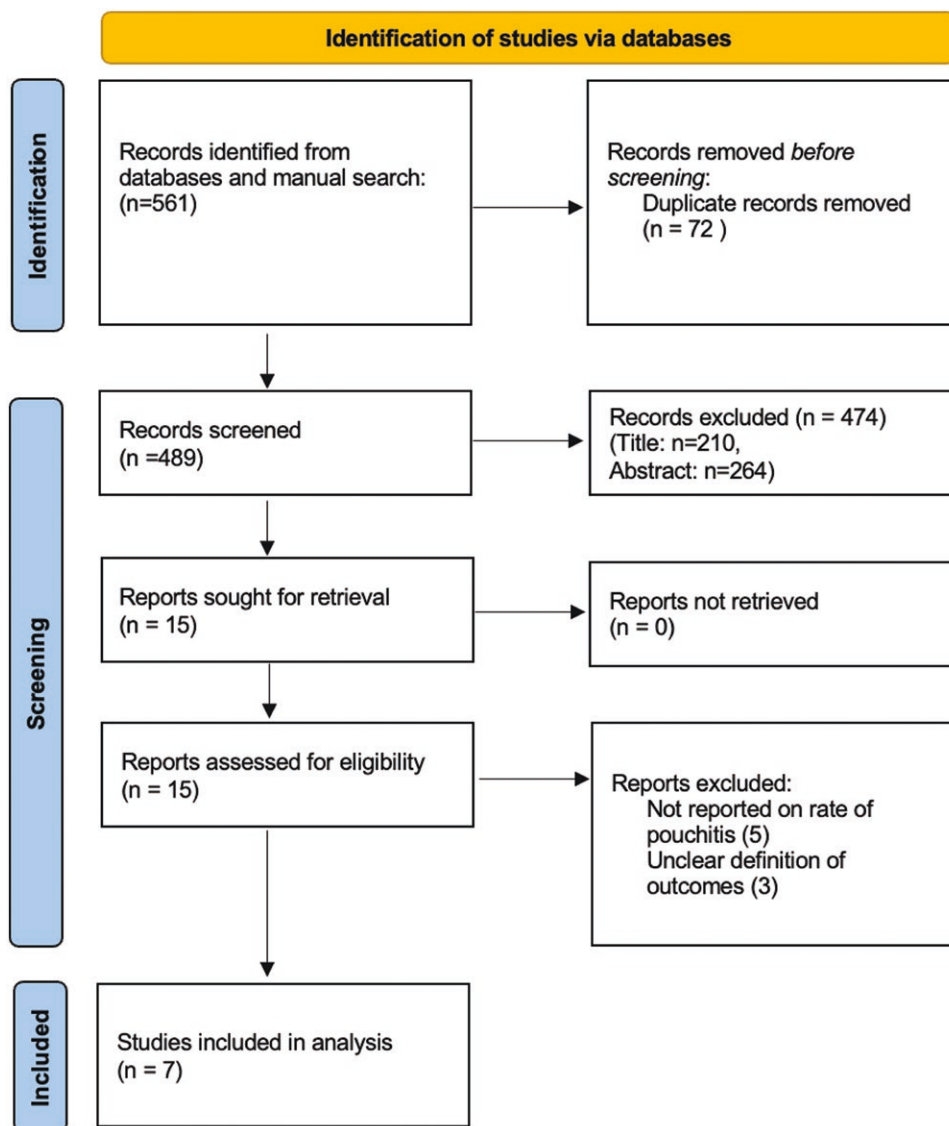 Identification of studies via databases
Identification
Records identified from
databases and manual search:
(n=561)
Records removed before
screening:
Duplicate records removed
(n = 72 )
Screening
Records screened
(n =489)
Records excluded (n = 474)
(Title: n=210,
Abstract: n=264)
Reports sought for retrieval
(n = 15)
Reports not retrieved
(n = 0)
Reports assessed for eligibility
(n = 15)
Reports excluded:
Not reported on rate of
pouchitis (5)
Unclear definition of
outcomes (3)
Included
Studies included in analysis
(n = 7)